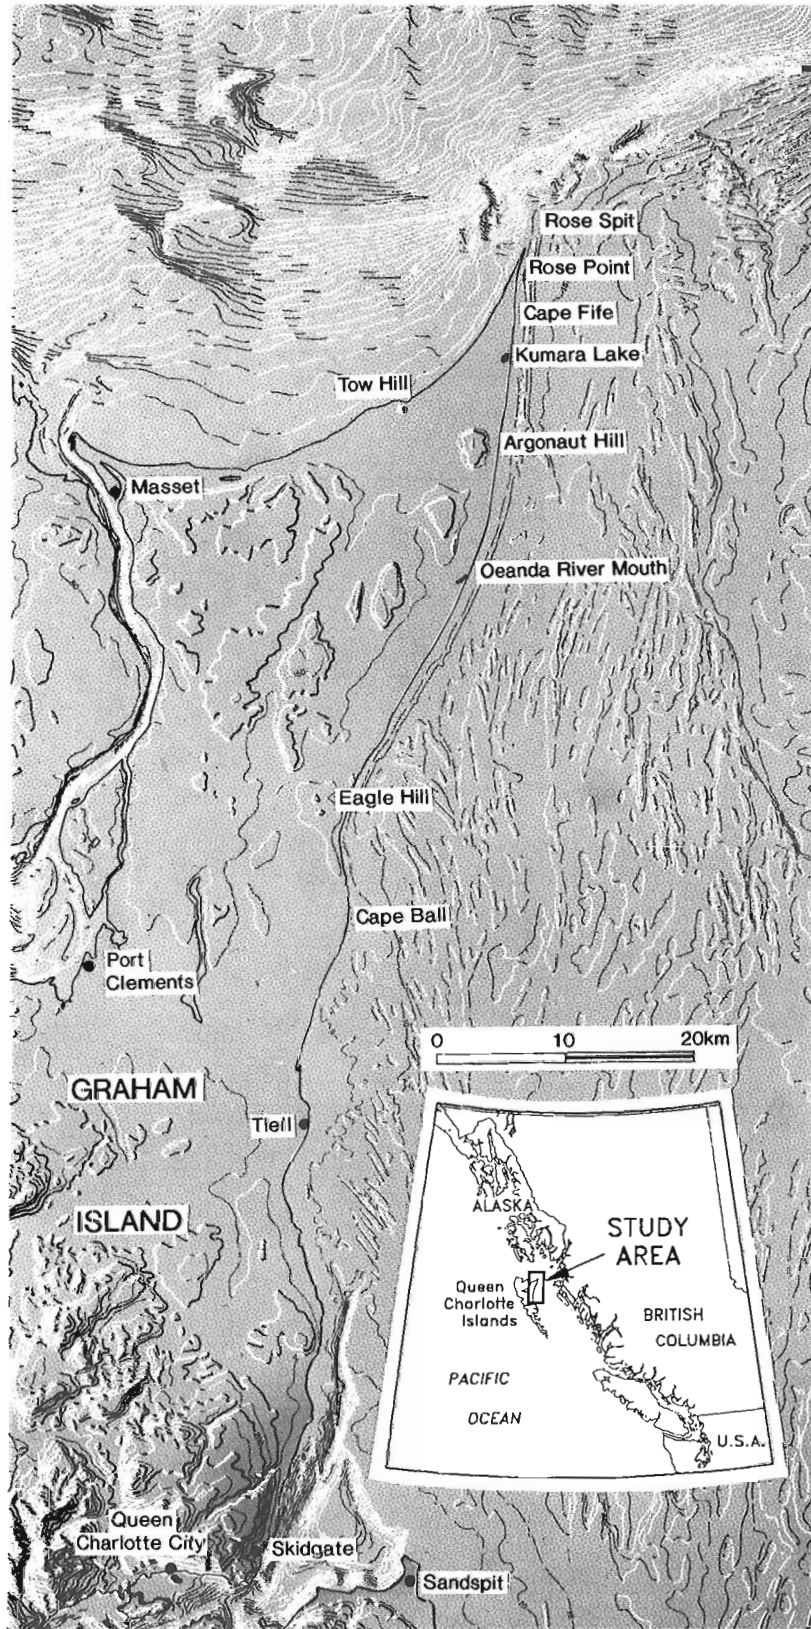 Rose Spit
Rose Point
Cape Fife
Kumara Lake
Tow Hill
Argonaut Hill
Masset
Oeanda River Mouth
Eagle Hill
Cape Ball
Port
Clements
0 10 20km
GRAHAM
Tlell
ISLAND
ALASKA
STUDY
AREA
Queen
Charlotte
Islands
BRITISH
COLUMBIA
PACIFIC
OCEAN
U.S.A.
Queen
Charlotte City
Skidgate
Sandspit